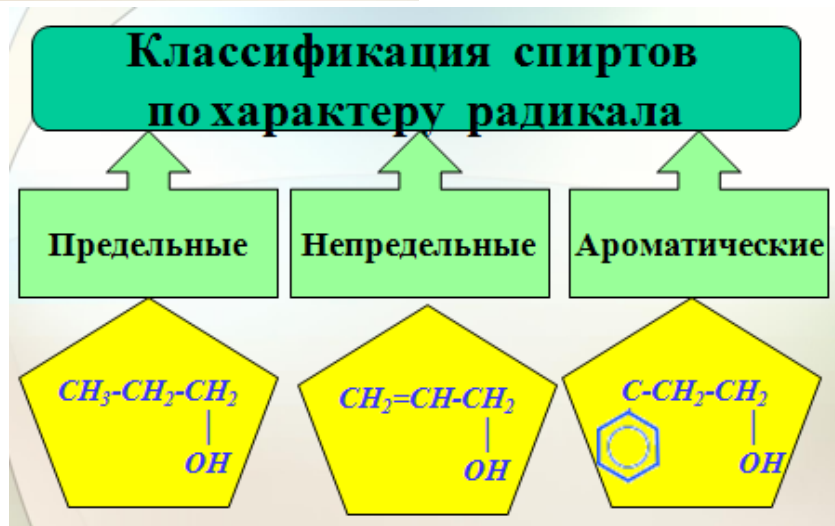 Классификация спиртов
по характеру радикала
Предельные
Непредельные
Ароматические
CH₃-CH₂-CH₂
|
OH
CH₂=CH-CH₂
|
OH
C-CH₂-CH₂
|
OH